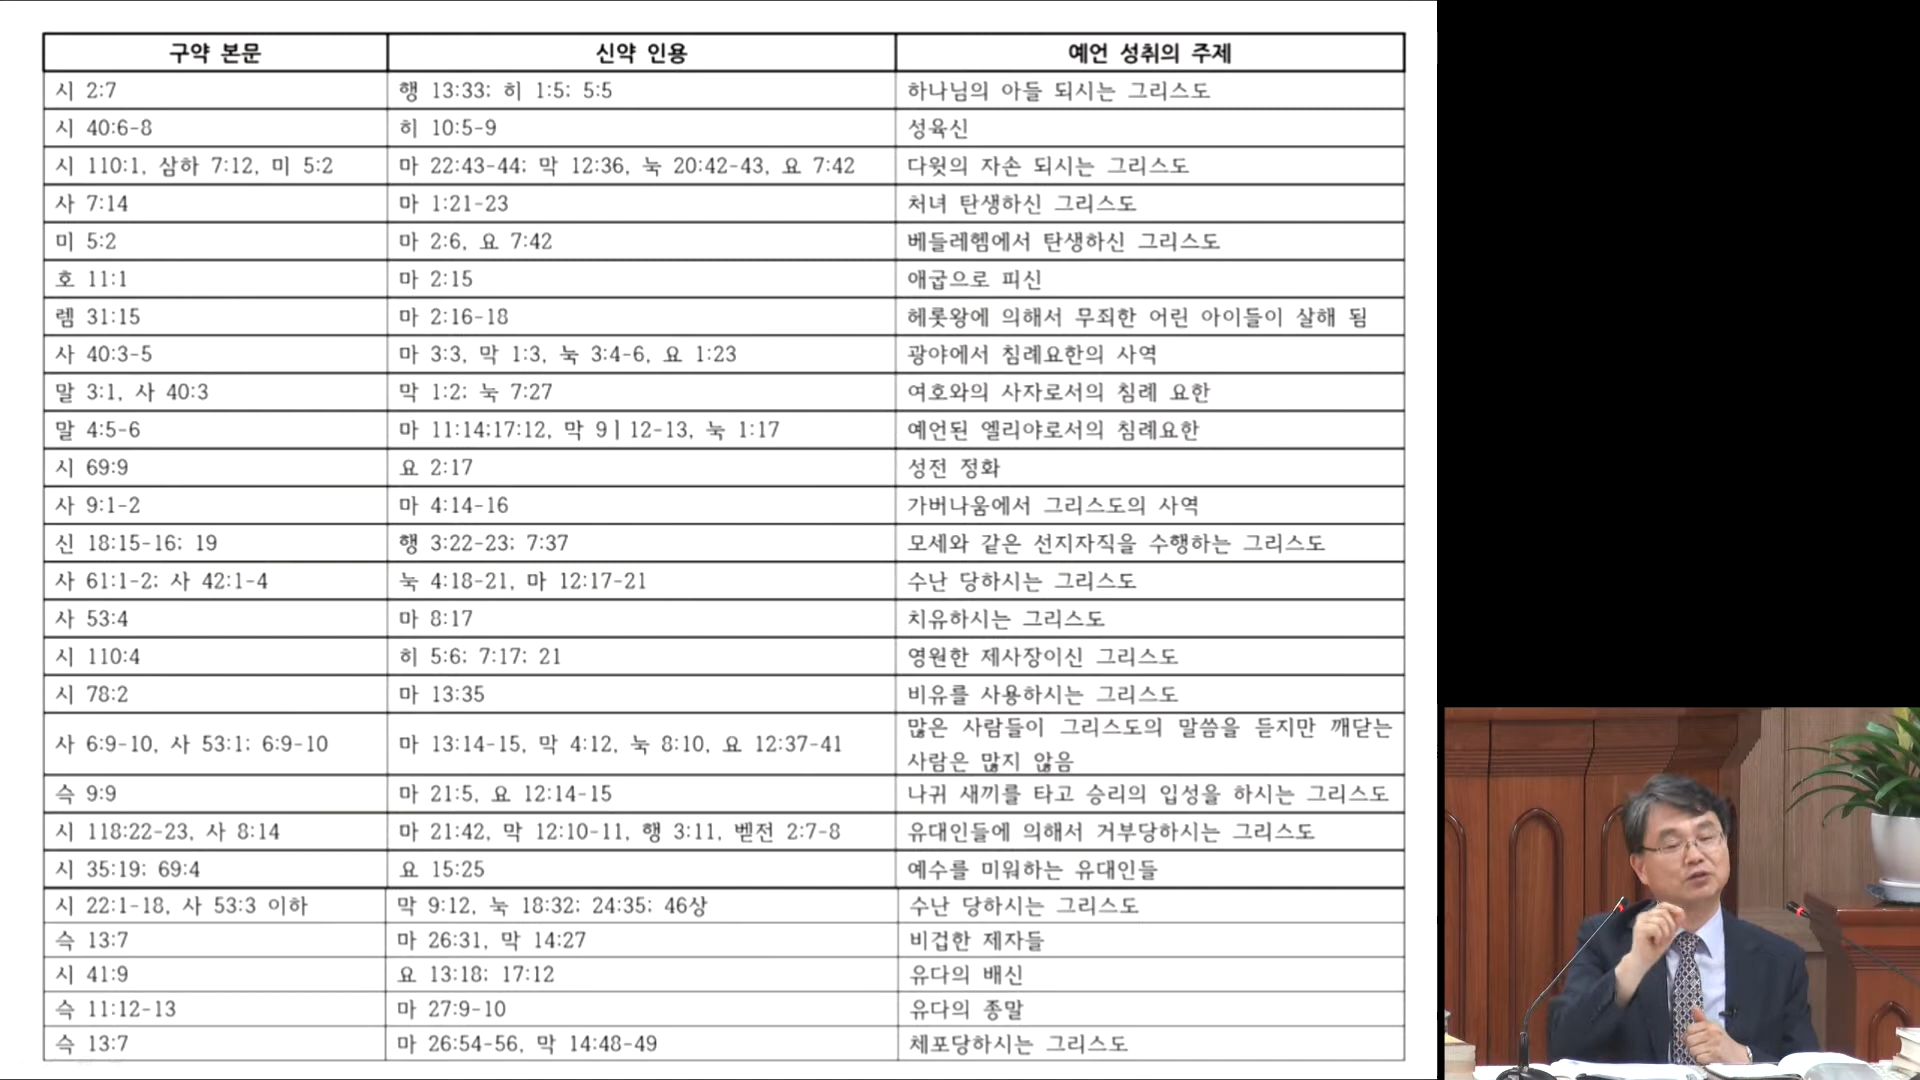 구약 본문 신약 인용 예언 성취의 주제
시 2:7 행 13:33; 히 1:5; 5:5 하나님의 아들 되시는 그리스도
시 40:6-8 히 10:5-9 성육신
시 110:1, 삼하 7:12, 미 5:2 마 22:43-44; 막 12:36, 눅 20:42-43, 요 7:42 다윗의 자손 되시는 그리스도
사 7:14 마 1:21-23 처녀 탄생하신 그리스도
미 5:2 마 2:6, 요 7:42 베들레헴에서 탄생하신 그리스도
호 11:1 마 2:15 애굽으로 피신
렘 31:15 마 2:16-18 헤롯왕에 의해서 무죄한 어린 아이들이 살해 됨
사 40:3-5 마 3:3, 막 1:3, 눅 3:4-6, 요 1:23 광야에서 침례요한의 사역
말 3:1, 사 40:3 막 1:2; 눅 7:27 여호와의 사자로서의 침례 요한
말 4:5-6 마 11:14;17:12, 막 9|12-13, 눅 1:17 예언된 엘리야로서의 침례요한
시 69:9 요 2:17 성전 정화
사 9:1-2 마 4:14-16 가버나움에서 그리스도의 사역
신 18:15-16; 19 행 3:22-23; 7:37 모세와 같은 선지자직을 수행하는 그리스도
사 61:1-2; 사 42:1-4 눅 4:18-21, 마 12:17-21 수난 당하시는 그리스도
사 53:4 마 8:17 치유하시는 그리스도
시 110:4 히 5:6; 7:17; 21 영원한 제사장이신 그리스도
시 78:2 마 13:35 비유를 사용하시는 그리스도
사 6:9-10, 사 53:1; 6:9-10 마 13:14-15, 막 4:12, 눅 8:10, 요 12:37-41 많은 사람들이 그리스도의 말씀을 듣지만 깨닫는
사람은 많지 않음
슥 9:9 마 21:5, 요 12:14-15 나귀 새끼를 타고 승리의 입성을 하시는 그리스도
시 118:22-23, 사 8:14 마 21:42, 막 12:10-11, 행 3:11, 벧전 2:7-8 유대인들에 의해서 거부당하시는 그리스도
시 35:19; 69:4 요 15:25 예수를 미워하는 유대인들
시 22:1-18, 사 53:3 이하 막 9:12, 눅 18:32; 24:35; 46상 수난 당하시는 그리스도
슥 13:7 마 26:31, 막 14:27 비겁한 제자들
시 41:9 요 13:18; 17:12 유다의 배신
슥 11:12-13 마 27:9-10 유다의 종말
슥 13:7 마 26:54-56, 막 14:48-49 체포당하시는 그리스도